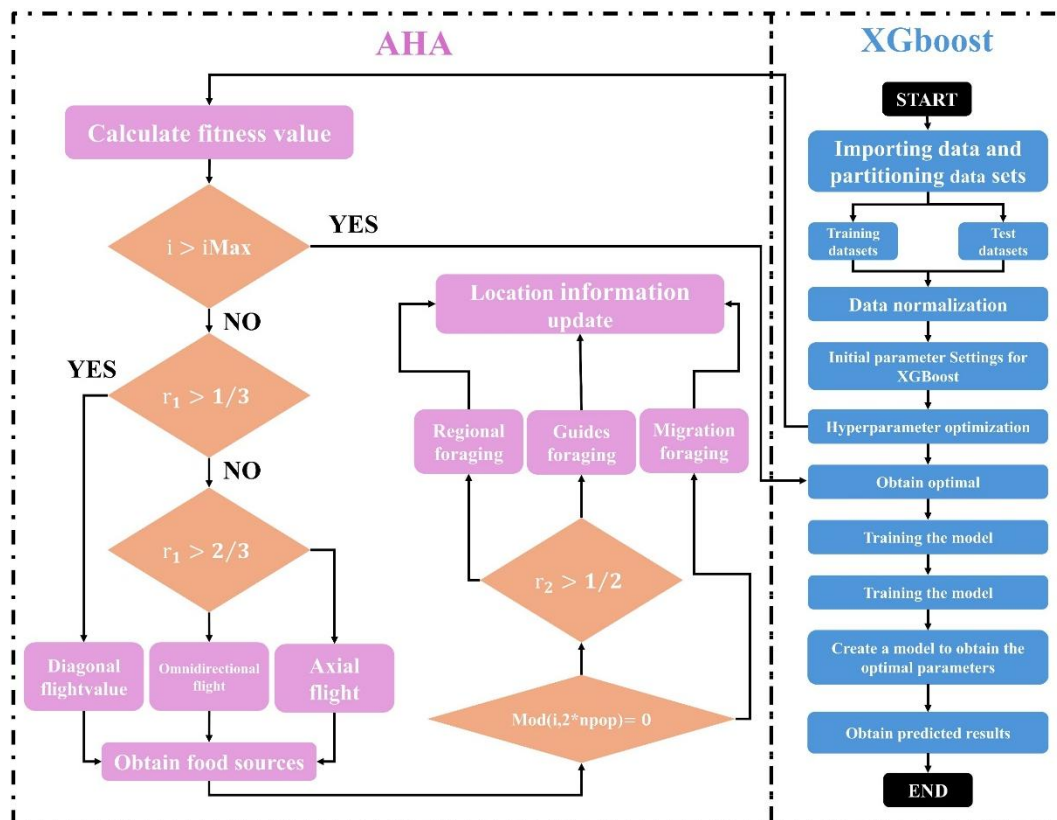 AHA
Calculate fitness value
i > iMax
YES
NO
YES
r₁ > 1/3
NO
r₁ > 2/3
Diagonal
flightvalue
Omnidirectional
flight
Axial
flight
Obtain food sources
Location information
update
Regional
foraging
Guides
foraging
Migration
foraging
r₂ > 1/2
Mod(i,2*npop)= 0
XGboost
START
Importing data and
partitioning data sets
Training
datasets
Test
datasets
Data normalization
Initial parameter Settings for
XGBoost
Hyperparameter optimization
Obtain optimal
Training the model
Training the model
Create a model to obtain the
optimal parameters
Obtain predicted results
END